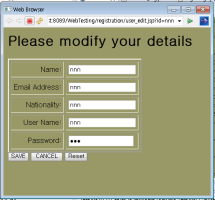 Web Browser
t:8089/WebTesting/registration/user_edit.jsp?id=nnn
Please modify your details
Name: nnn
Email Address: nnn
Nationality: nnn
User Name: nnn
Password: •••
SAVE CANCEL Reset